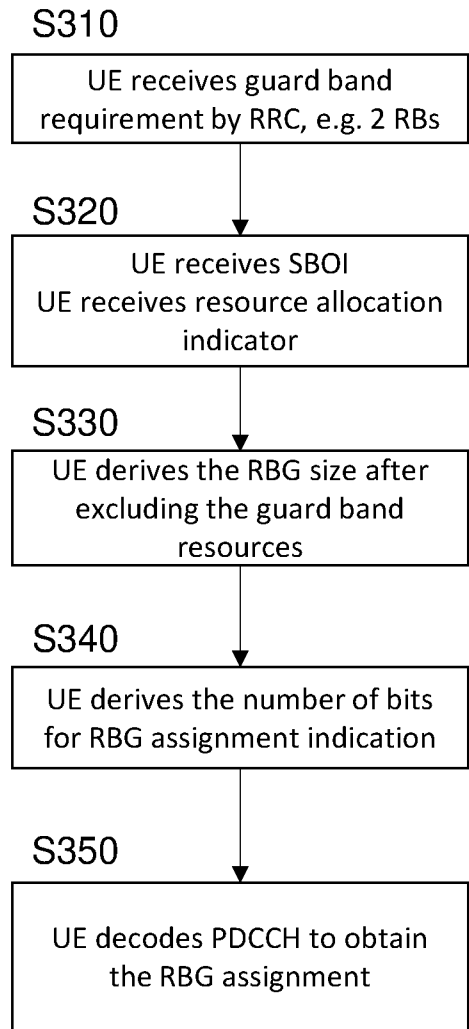 S310
UE receives guard band
requirement by RRC, e.g. 2 RBs
S320
UE receives SBOI
UE receives resource allocation
indicator
S330
UE derives the RBG size after
excluding the guard band
resources
S340
UE derives the number of bits
for RBG assignment indication
S350
UE decodes PDCCH to obtain
the RBG assignment